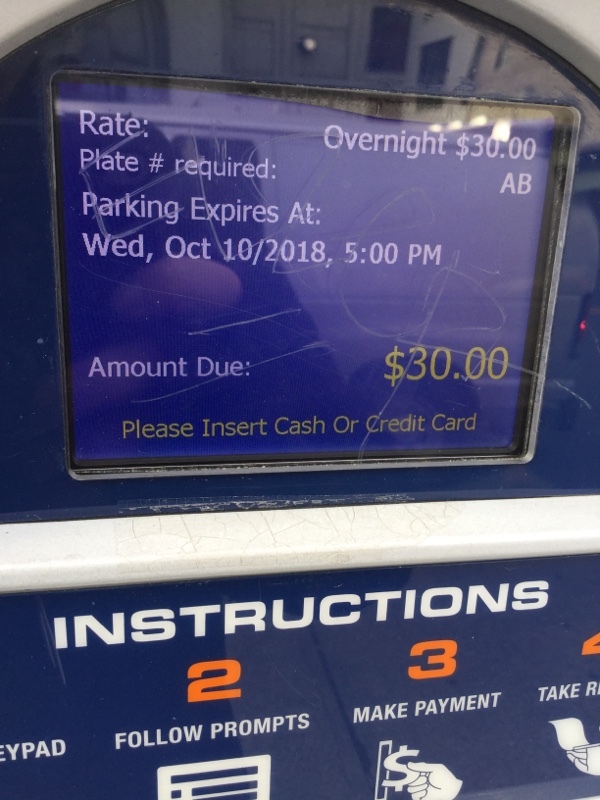 Rate: Overnight $30.00
Plate # required: AB
Parking Expires At:
Wed, Oct 10/2018, 5:00 PM
Amount Due: $30.00
Please Insert Cash Or Credit Card
INSTRUCTIONS
2 3
EYPAD FOLLOW PROMPTS MAKE PAYMENT TAKE
$